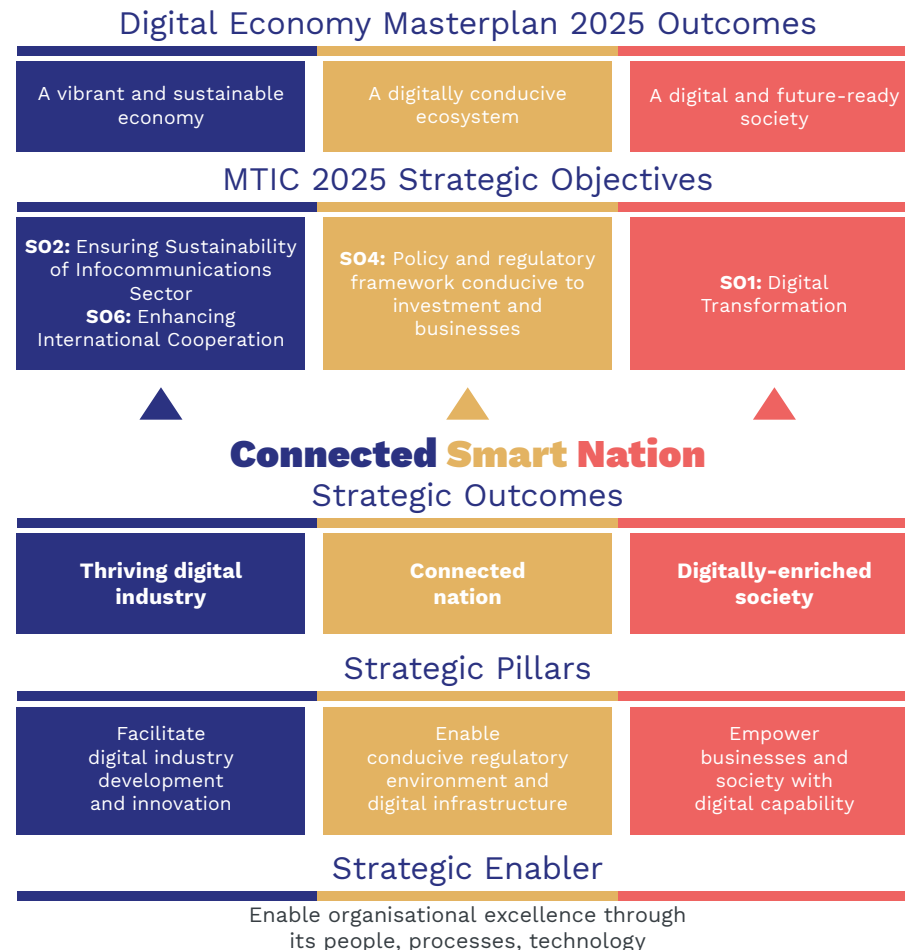 Digital Economy Masterplan 2025 Outcomes
A vibrant and sustainable
economy
A digitally conducive
ecosystem
A digital and future-ready
society
MTIC 2025 Strategic Objectives
SO2: Ensuring Sustainability
of Infocommunications
Sector
SO6: Enhancing
International Cooperation
SO4: Policy and regulatory
framework conducive to
investment and
businesses
SO1: Digital
Transformation
Connected Smart Nation
Strategic Outcomes
Thriving digital
industry
Connected
nation
Digitally-enriched
society
Strategic Pillars
Facilitate
digital industry
development
and innovation
Enable
conducive regulatory
environment and
digital infrastructure
Empower
businesses and
society with
digital capability
Strategic Enabler
Enable organisational excellence through
its people, processes, technology